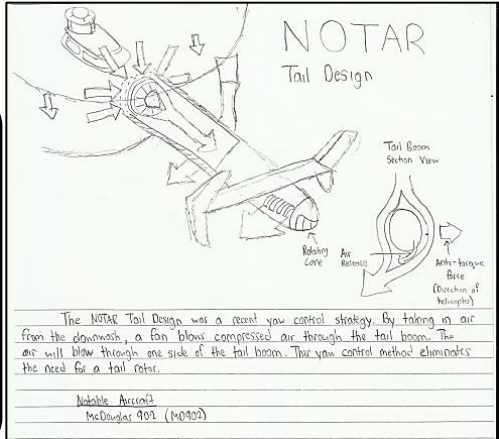 NOTAR
Tail Design
Tail Boom
Section View
Rotating
Cone
Air
Release
Anti-torque
Force
(Direction of
helicopter)
The NOTAR Tail Design was a recent yaw control strategy. By taking in air
from the downwash, a fan blows compressed air through the tail boom. The
air will blow through one side of the tail boom. This yaw control method eliminates
the need for a tail rotor.
Notable Aircraft
McDouglas 902 (MD902)